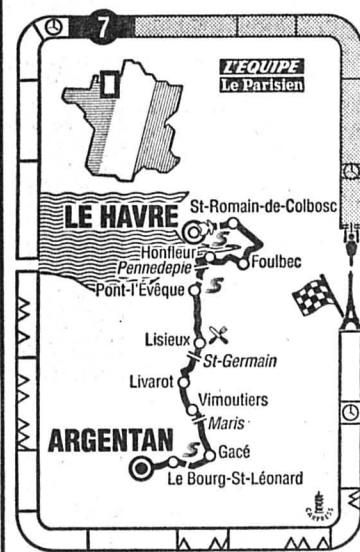 7
L'EQUIPE
Le Parisien
LE HAVRE
St-Romain-de-Colbosc
Honfleur
Pennedepie
Foulbec
Pont-l'Évêque
Lisieux
St-Germain
Livarot
Vimoutiers
Maris
ARGENTAN
Gacé
Le Bourg-St-Léonard
CARPRESS